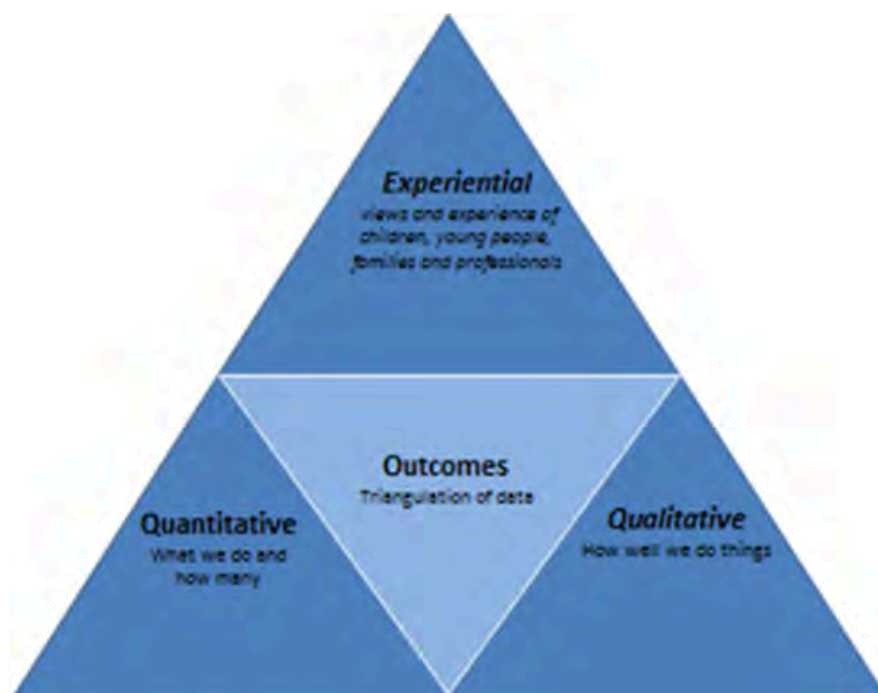 Experiential
views and experience of
children, young people,
families and professionals
Outcomes
Triangulation of data
Quantitative
What we do and
how many
Qualitative
How well we do things